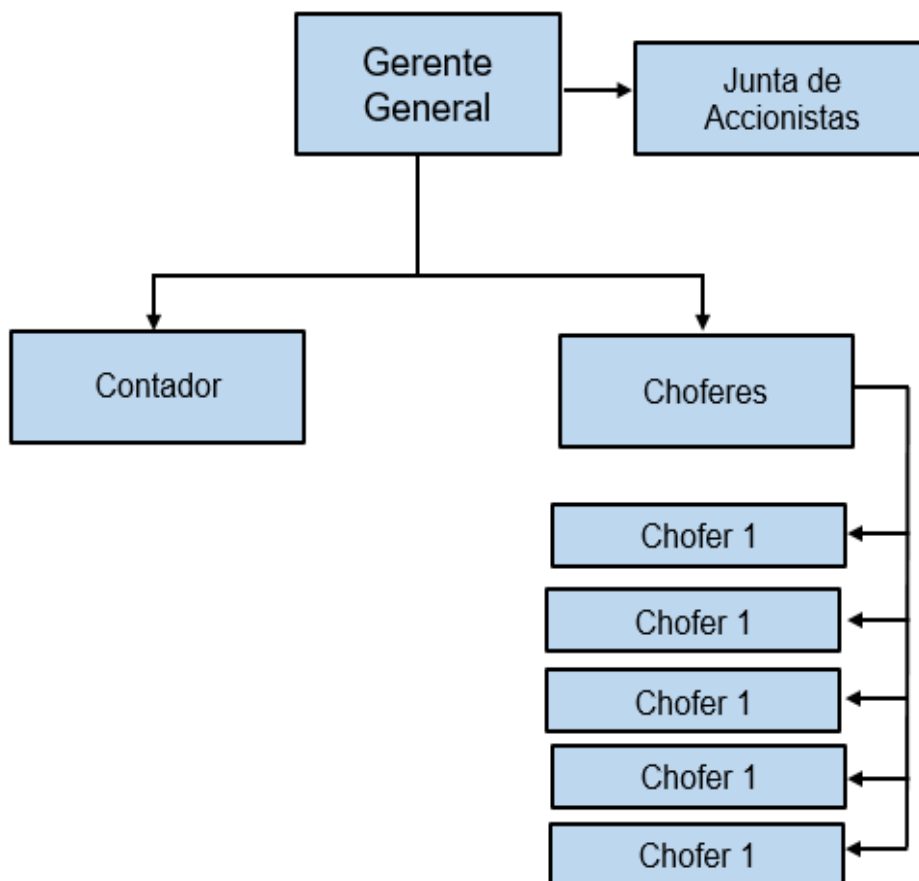 Gerente
General
Junta de
Accionistas
Contador
Choferes
Chofer 1
Chofer 1
Chofer 1
Chofer 1
Chofer 1